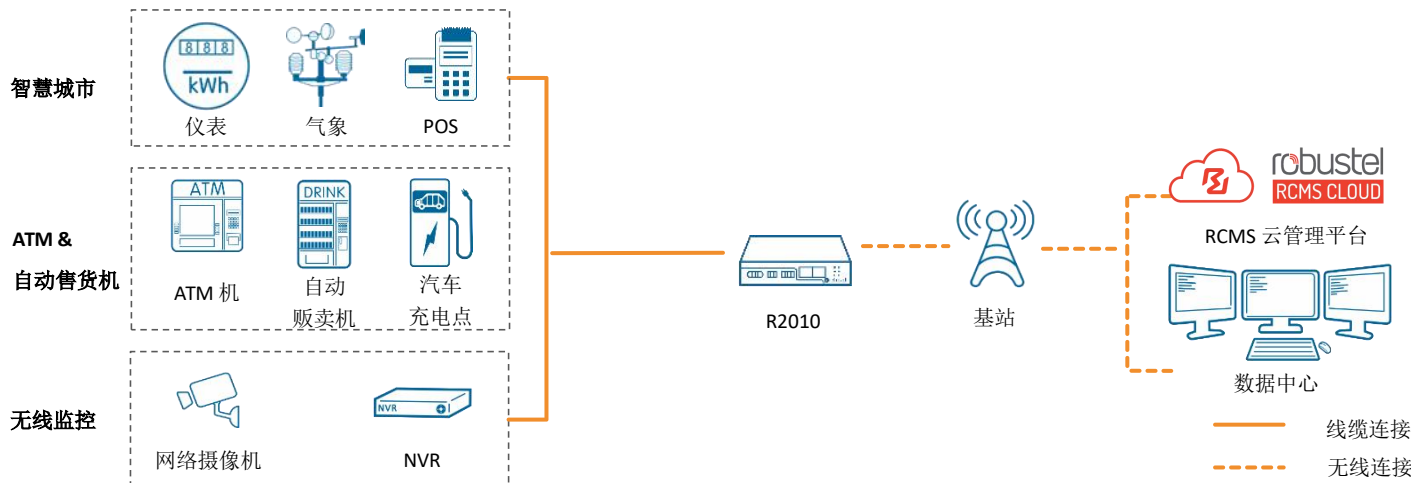 智慧城市
888
kWh
仪表
气象
POS
ATM &
自动售货机
ATM
ATM 机
DRINK
自动
贩卖机
汽车
充电点
无线监控
网络摄像机
NVR
NVR
R2010
基站
robustel
RCMS CLOUD
RCMS 云管理平台
数据中心
线缆连接
无线连接